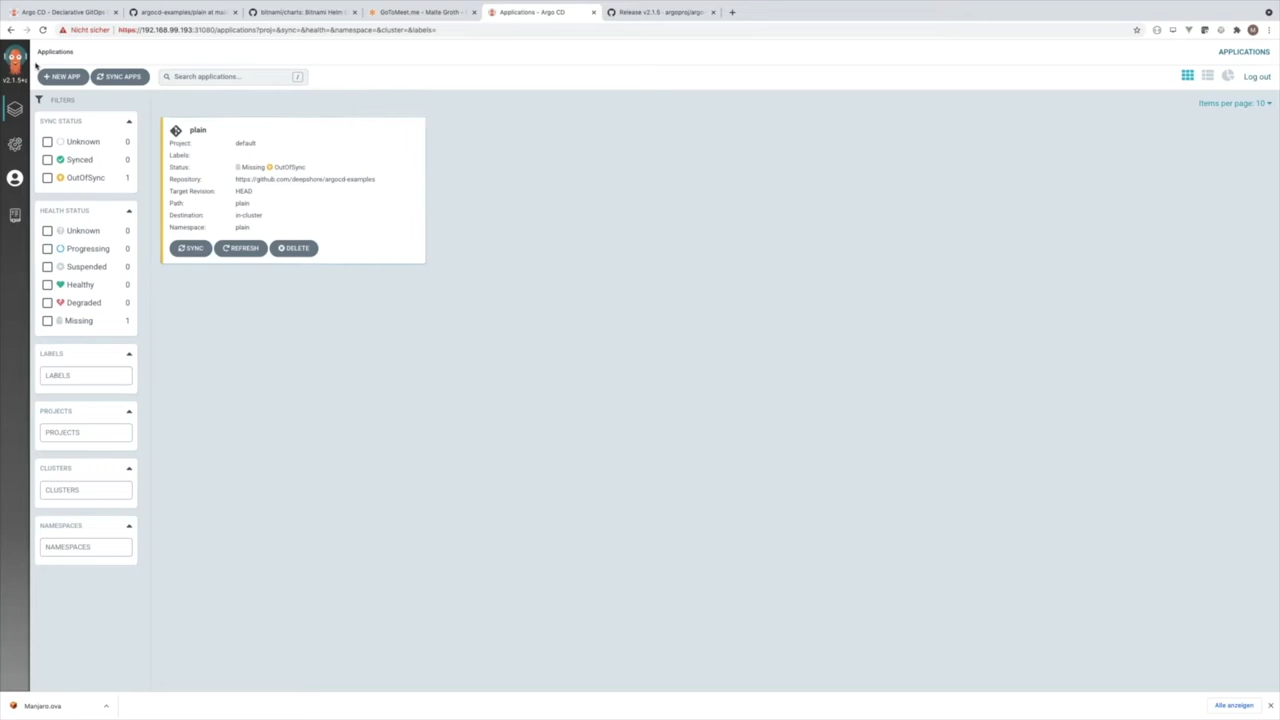 Argo CD - Declarative GitOps
argocd-examples/plain at mai
bitnami/charts: Bitnami Helm C
GoToMeet.me - Malte Groth -
Applications - Argo CD
Release v2.1.5 · argoproj/argo
Nicht sicher
https://192.168.99.193:31080/applications?proj=&sync=&health=&namespace=&cluster=&labels=
v2.1.5+
Applications
APPLICATIONS
NEW APP
SYNC APPS
Search applications...
/
Log out
FILTERS
Items per page: 10
SYNC STATUS
Unknown 0
Synced 0
OutOfSync 1
HEALTH STATUS
Unknown 0
Progressing 0
Suspended 0
Healthy 0
Degraded 0
Missing 1
LABELS
LABELS
PROJECTS
PROJECTS
CLUSTERS
CLUSTERS
NAMESPACES
NAMESPACES
plain
Project: default
Labels:
Status: Missing OutOfSync
Repository: https://github.com/deepshore/argocd-examples
Target Revision: HEAD
Path: plain
Destination: in-cluster
Namespace: plain
SYNC
REFRESH
DELETE
Manjaro.ova
Alle anzeigen